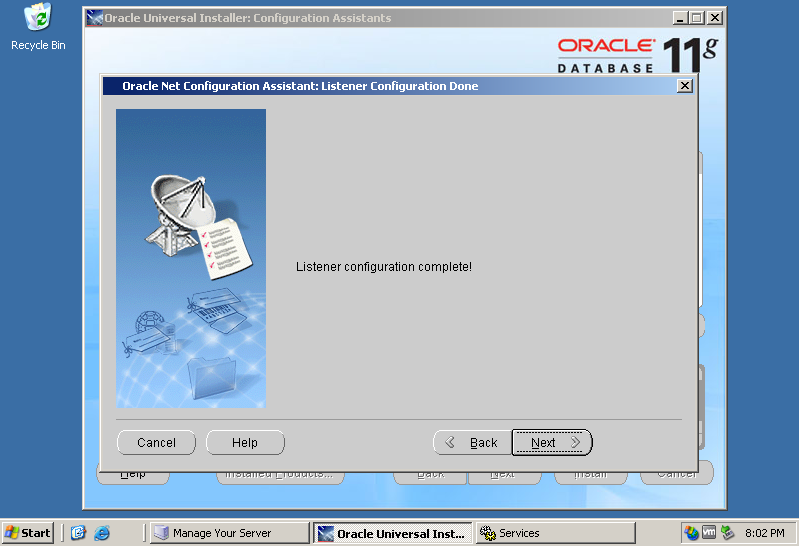 Recycle Bin
Oracle Universal Installer: Configuration Assistants
ORACLE
DATABASE
11g
Oracle Net Configuration Assistant: Listener Configuration Done
Listener configuration complete!
Cancel
Help
Back
Next
Help
Installed Products...
Back
Next
Install
Cancel
Start
Manage Your Server
Oracle Universal Inst...
Services
8:02 PM